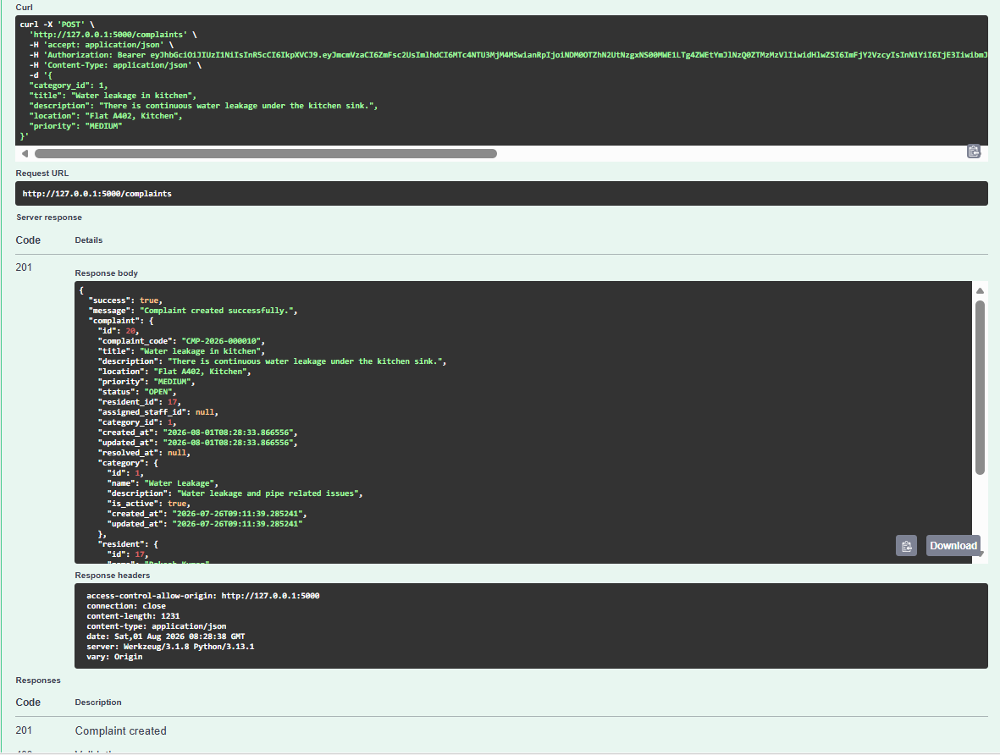 Curl
curl -X 'POST' \
'http://127.0.0.1:5000/complaints' \
-H 'accept: application/json' \
-H 'Authorization: Bearer
-H 'Content-Type: application/json' \
-d '{
"category_id": 1,
"title": "Water leakage in kitchen",
"description": "There is continuous water leakage under the kitchen sink.",
"location": "Flat A402, Kitchen",
"priority": "MEDIUM"
}'
Request URL
http://127.0.0.1:5000/complaints
Server response
Code Details
201
Response body
{
"success": true,
"message": "Complaint created successfully.",
"complaint": {
"id": 20,
"complaint_code": "CMP-2026-000010",
"title": "Water leakage in kitchen",
"description": "There is continuous water leakage under the kitchen sink.",
"location": "Flat A402, Kitchen",
"priority": "MEDIUM",
"status": "OPEN",
"resident_id": 17,
"assigned_staff_id": null,
"category_id": 1,
"created_at": "2026-08-01T08:28:33.866556",
"updated_at": "2026-08-01T08:28:33.866556",
"resolved_at": null,
"category": {
"id": 1,
"name": "Water Leakage",
"description": "Water leakage and pipe related issues",
"is_active": true,
"created_at": "2026-07-26T09:11:39.285241",
"updated_at": "2026-07-26T09:11:39.285241"
},
"resident": {
"id": 17,
Download
Response headers
access-control-allow-origin: http://127.0.0.1:5000
connection: close
content-length: 1231
content-type: application/json
date: Sat,01 Aug 2026 08:28:38 GMT
server: Werkzeug/3.1.8 Python/3.13.1
vary: Origin
Responses
Code Description
201 Complaint created